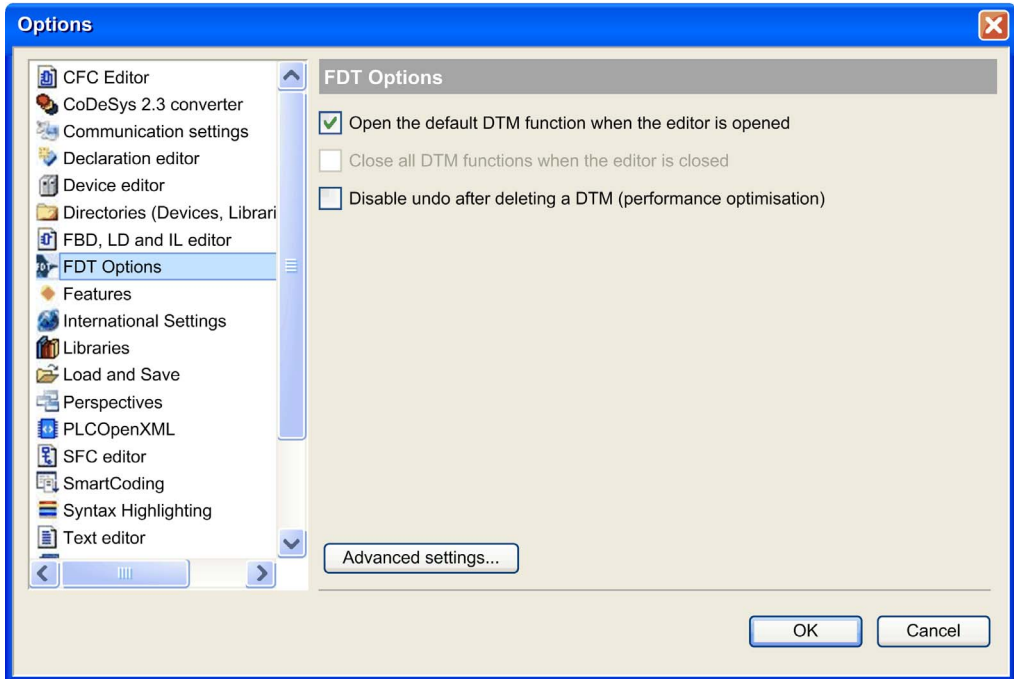 Options
CFC Editor
CoDeSys 2.3 converter
Communication settings
Declaration editor
Device editor
Directories (Devices, Librari
FBD, LD and IL editor
FDT Options
Features
International Settings
Libraries
Load and Save
Perspectives
PLCOpenXML
SFC editor
SmartCoding
Syntax Highlighting
Text editor
FDT Options
Open the default DTM function when the editor is opened
Close all DTM functions when the editor is closed
Disable undo after deleting a DTM (performance optimisation)
Advanced settings...
OK
Cancel